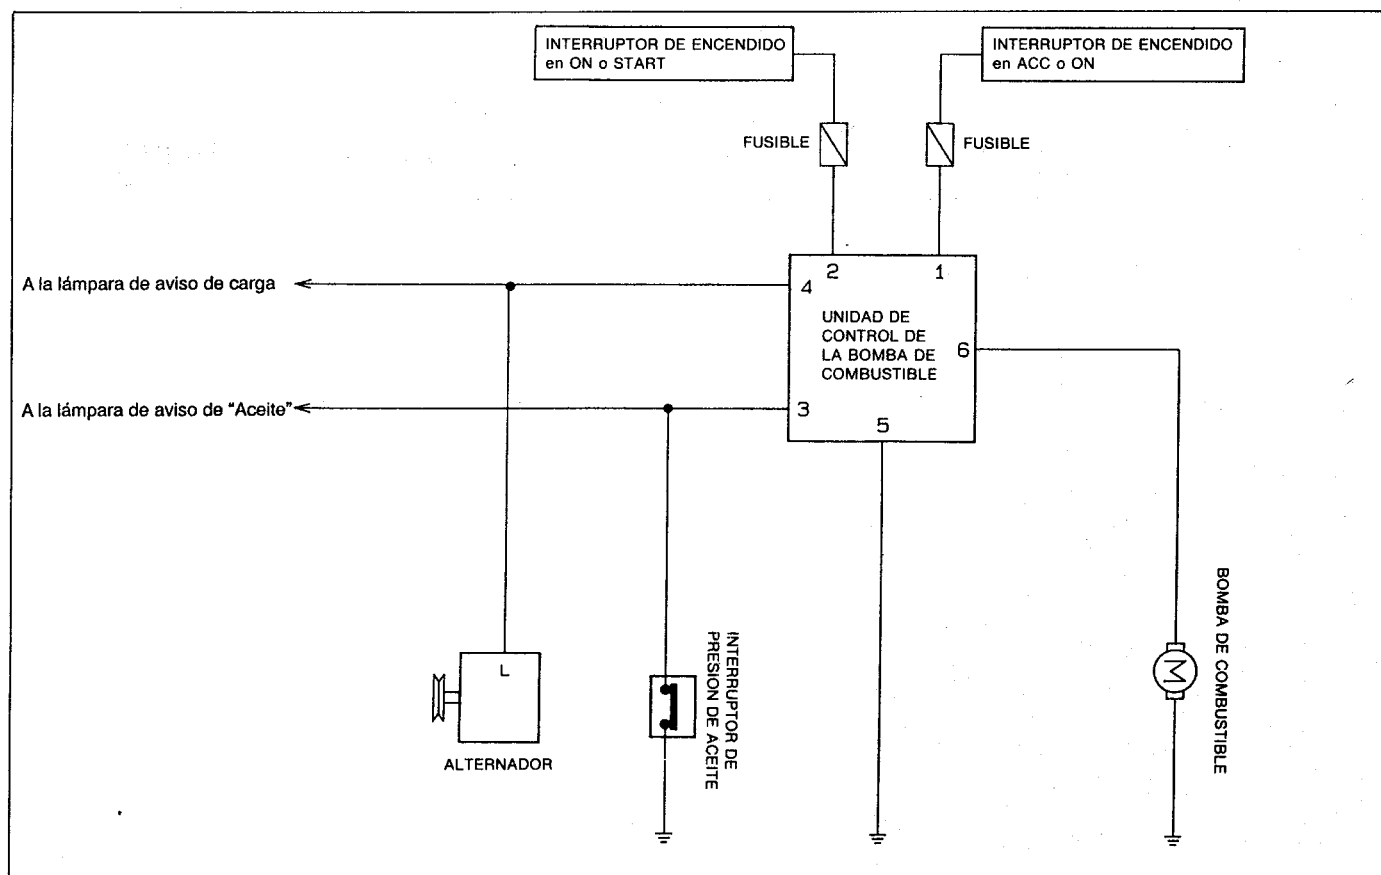 INTERRUPTOR DE ENCENDIDO
en ON o START
INTERRUPTOR DE ENCENDIDO
en ACC o ON
FUSIBLE
FUSIBLE
2
1
A la lámpara de aviso de carga
4
UNIDAD DE
CONTROL DE
LA BOMBA DE
COMBUSTIBLE
6
A la lámpara de aviso de "Aceite"
3
5
L
ALTERNADOR
INTERRUPTOR DE
PRESION DE ACEITE
M
BOMBA DE COMBUSTIBLE